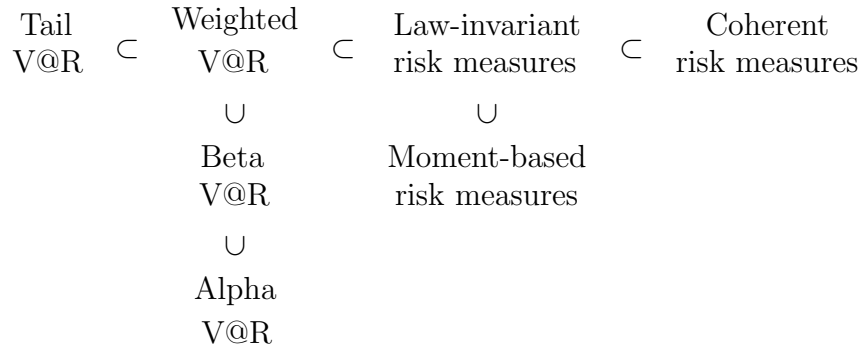 Tail Weighted Law-invariant Coherent
V@R ⊂ V@R ⊂ risk measures ⊂ risk measures
∪ ∪
Beta Moment-based
V@R risk measures
∪
Alpha
V@R